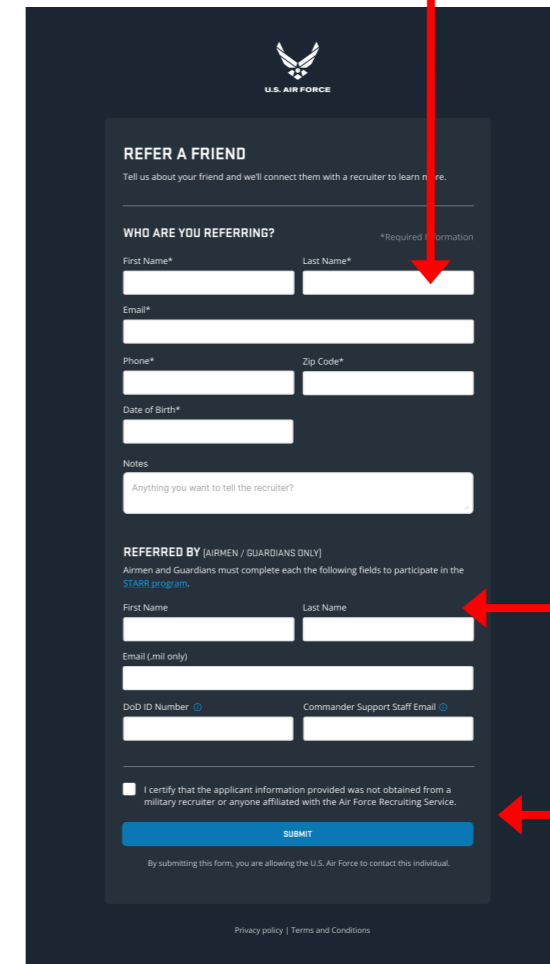 U.S. AIR FORCE
REFER A FRIEND
Tell us about your friend and we'll connect them with a recruiter to learn more.
WHO ARE YOU REFERRING?
*Required Information
First Name* Last Name*
Email*
Phone* Zip Code*
Date of Birth*
Notes
Anything you want to tell the recruiter?
REFERRED BY [AIRMEN / GUARDIANS ONLY]
Airmen and Guardians must complete each the following fields to participate in the
STARR program.
First Name Last Name
Email (.mil only)
DoD ID Number Commander Support Staff Email
I certify that the applicant information provided was not obtained from a
military recruiter or anyone affiliated with the Air Force Recruiting Service.
SUBMIT
By submitting this form, you are allowing the U.S. Air Force to contact this individual.
Privacy policy | Terms and Conditions